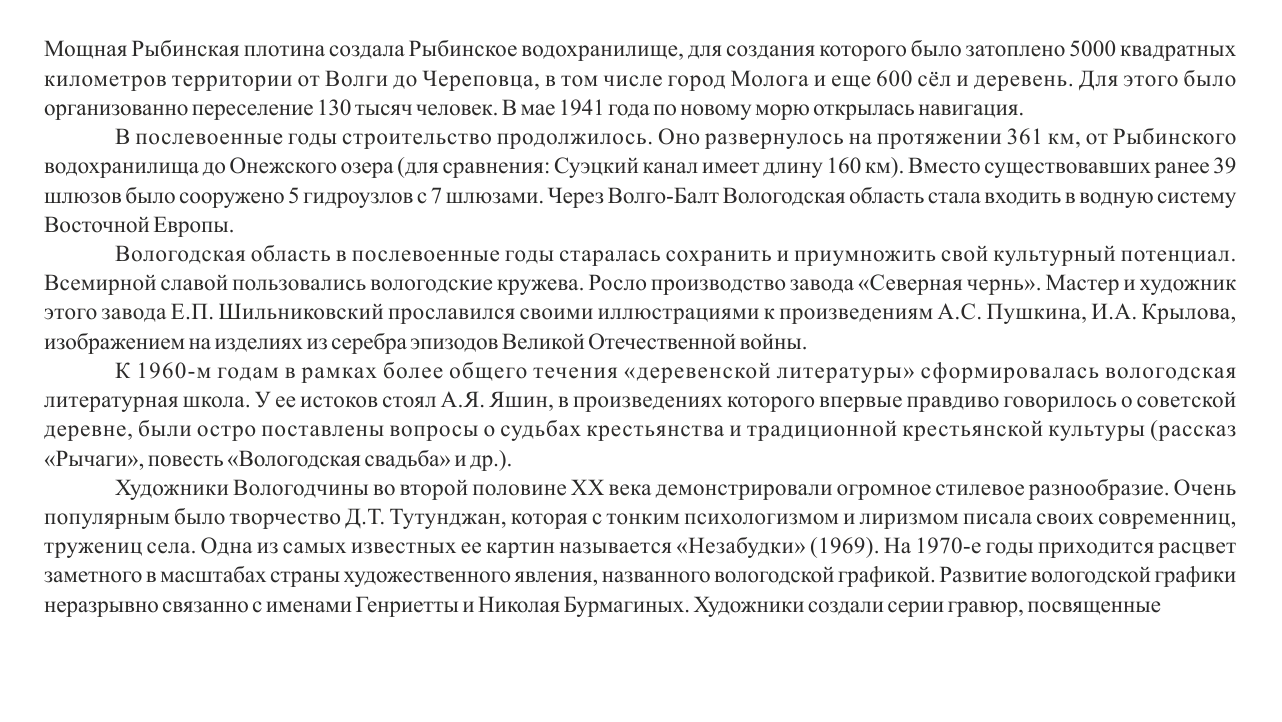 Мощная Рыбинская плотина создала Рыбинское водохранилище, для создания которого было затоплено 5000 квадратных
километров территории от Волги до Череповца, в том числе город Молога и еще 600 сёл и деревень. Для этого было
организованно переселение 130 тысяч человек. В мае 1941 года по новому морю открылась навигация.
В послевоенные годы строительство продолжилось. Оно развернулось на протяжении 361 км, от Рыбинского
водохранилища до Онежского озера (для сравнения: Суэцкий канал имеет длину 160 км). Вместо существовавших ранее 39
шлюзов было сооружено 5 гидроузлов с 7 шлюзами. Через Волго-Балт Вологодская область стала входить в водную систему
Восточной Европы.
Вологодская область в послевоенные годы старалась сохранить и приумножить свой культурный потенциал.
Всемирной славой пользовались вологодские кружева. Росло производство завода «Северная чернь». Мастер и художник
этого завода Е.П. Шильниковский прославился своими иллюстрациями к произведениям А.С. Пушкина, И.А. Крылова,
изображением на изделиях из серебра эпизодов Великой Отечественной войны.
К 1960-м годам в рамках более общего течения «деревенской литературы» сформировалась вологодская
литературная школа. У ее истоков стоял А.Я. Яшин, в произведениях которого впервые правдиво говорилось о советской
деревне, были остро поставлены вопросы о судьбах крестьянства и традиционной крестьянской культуры (рассказ
«Рычаги», повесть «Вологодская свадьба» и др.).
Художники Вологодчины во второй половине XX века демонстрировали огромное стилевое разнообразие. Очень
популярным было творчество Д.Т. Тутунджан, которая с тонким психологизмом и лиризмом писала своих современниц,
тружениц села. Одна из самых известных ее картин называется «Незабудки» (1969). На 1970-е годы приходится расцвет
заметного в масштабах страны художественного явления, названного вологодской графикой. Развитие вологодской графики
неразрывно связанно с именами Генриетты и Николая Бурмагиных. Художники создали серии гравюр, посвященные